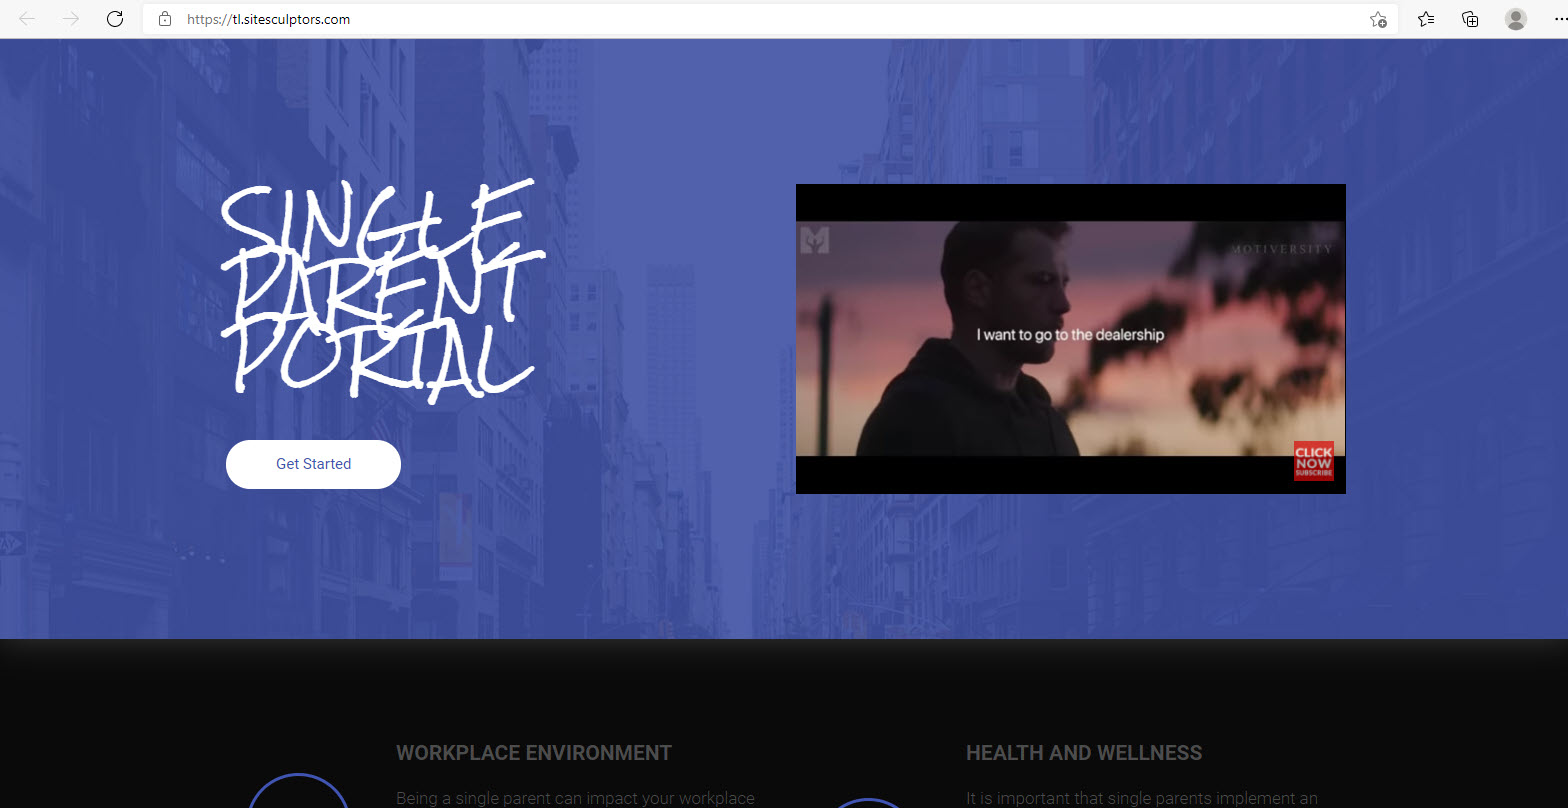 https://tl.sitesculptors.com
SINGLE
PARENT
PORTAL
Get Started
MOTIVERSITY
I want to go to the dealership
CLICK
NOW
SUBSCRIBE
WORKPLACE ENVIRONMENT
Being a single parent can impact your workplace
HEALTH AND WELLNESS
It is important that single parents implement an